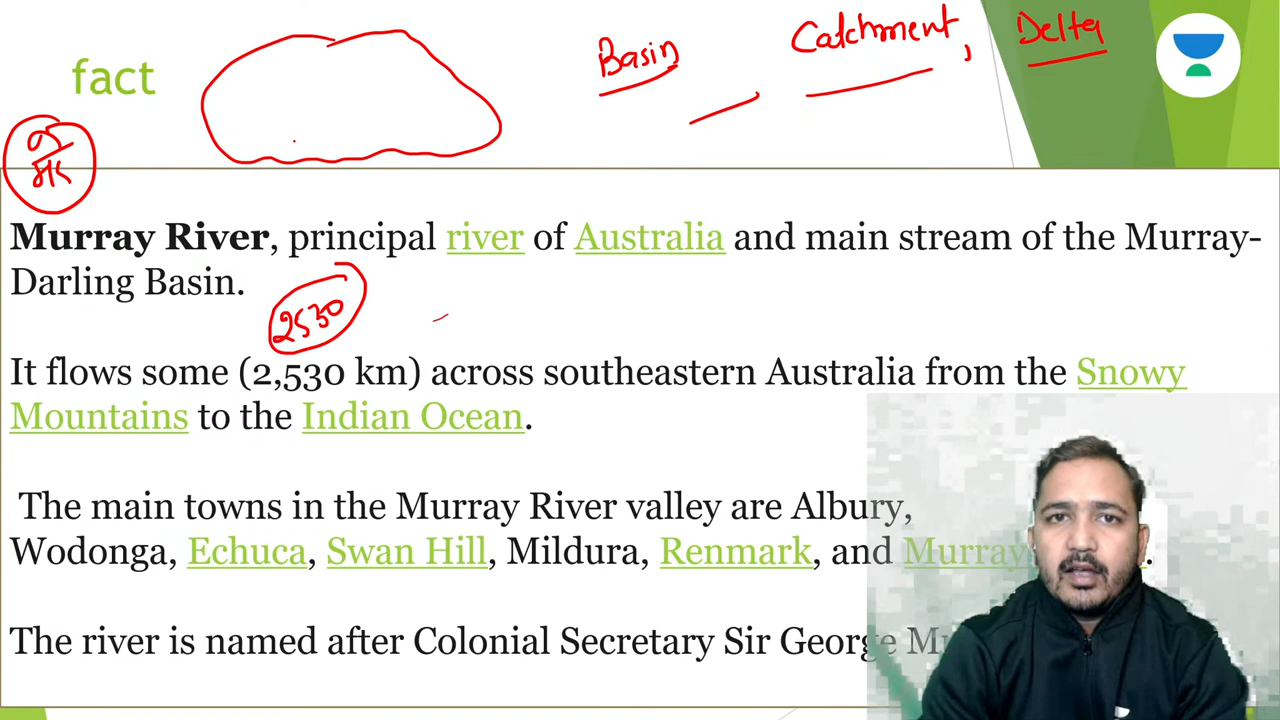 Basin
Catchment, Delta
fact
Murray River, principal river of Australia and main stream of the Murray-
Darling Basin.
2530
It flows some (2,530 km) across southeastern Australia from the Snowy
Mountains to the Indian Ocean.
The main towns in the Murray River valley are Albury,
Wodonga, Echuca, Swan Hill, Mildura, Renmark, and Murray
The river is named after Colonial Secretary Sir George